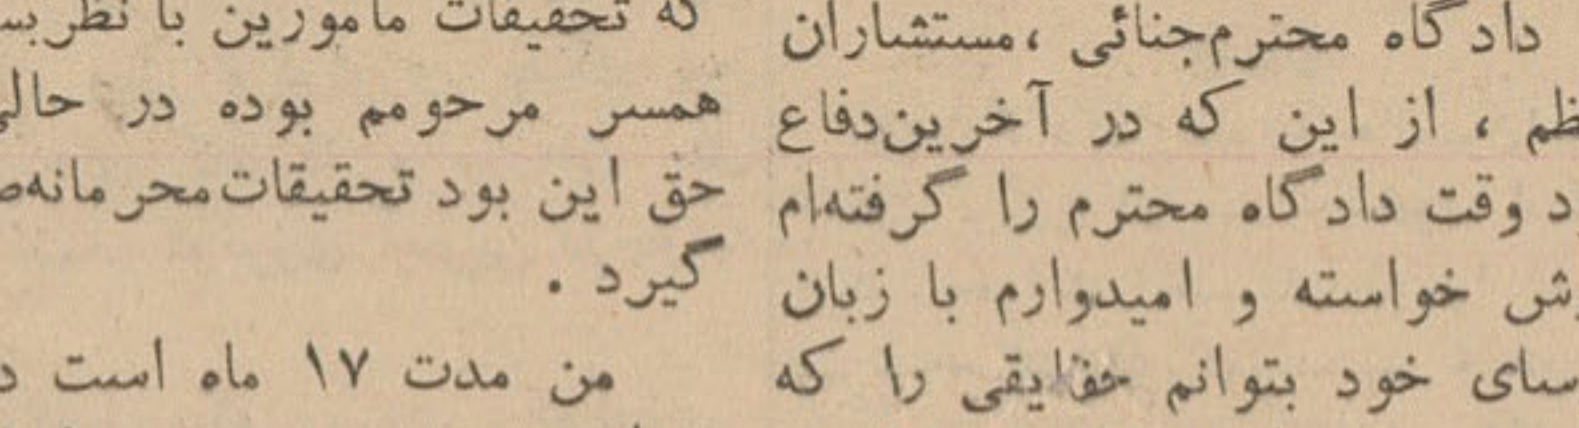 دادگاه محترم جنائی ، مستشاران
، از این که در آخرین دفاع
وقت دادگاه محترم را گرفته‌ام
خواسته و امیدوارم با زبان
خود بتوانم حقایقی را که
که تحقیقات مامورین با نظر
همسر مرحومم بوده در
حق این بود تحقیقات محرمانه
گیرد .
من مدت ۱۷ ماه است